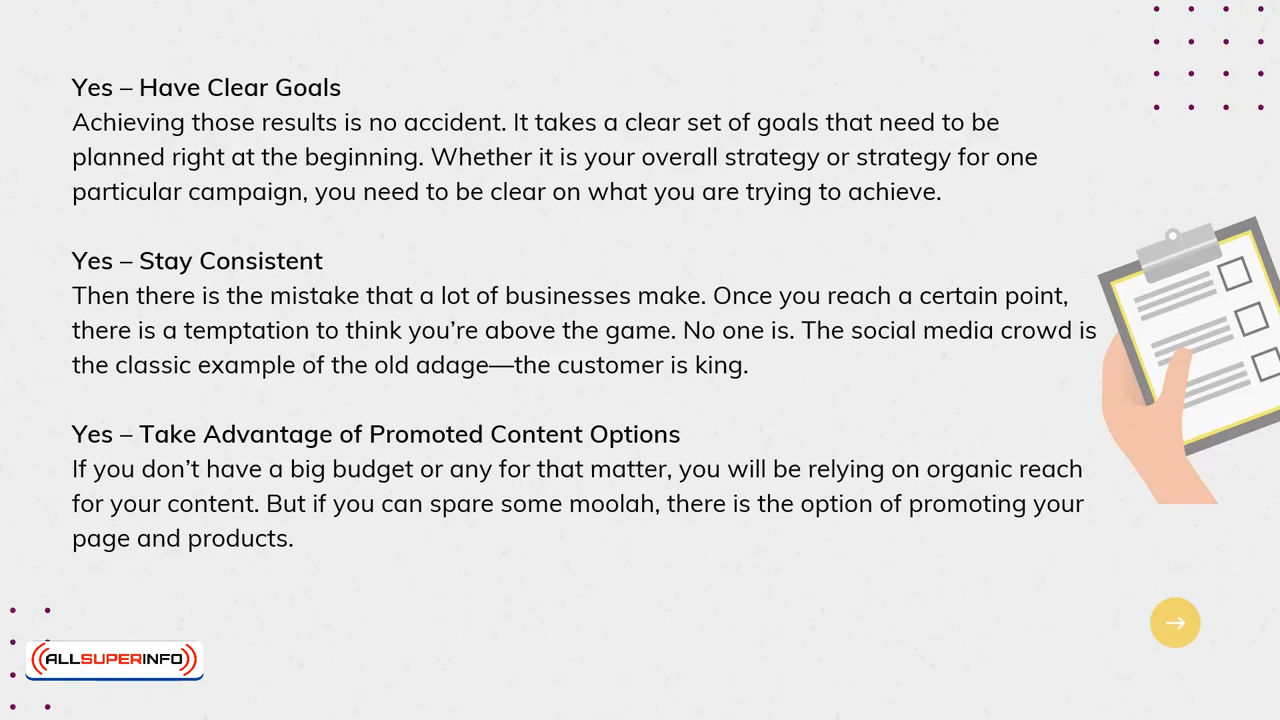 Yes – Have Clear Goals
Achieving those results is no accident. It takes a clear set of goals that need to be
planned right at the beginning. Whether it is your overall strategy or strategy for one
particular campaign, you need to be clear on what you are trying to achieve.
Yes – Stay Consistent
Then there is the mistake that a lot of businesses make. Once you reach a certain point,
there is a temptation to think you’re above the game. No one is. The social media crowd is
the classic example of the old adage—the customer is king.
Yes – Take Advantage of Promoted Content Options
If you don’t have a big budget or any for that matter, you will be relying on organic reach
for your content. But if you can spare some moolah, there is the option of promoting your
page and products.
ALLSUPERINFO